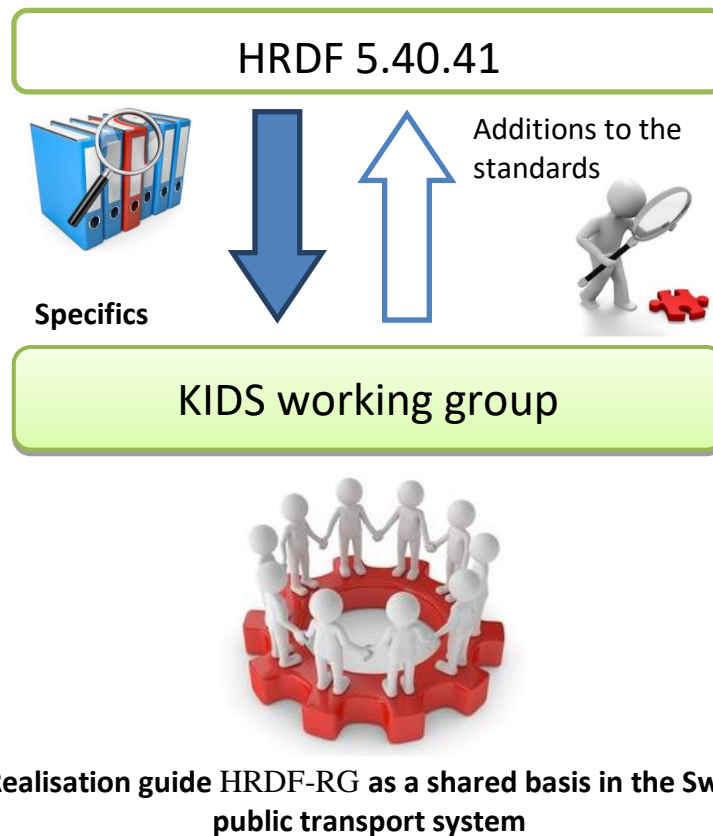 HRDF 5.40.41
Additions to the
standards
Specifics
KIDS working group
Realisation guide HRDF-RG as a shared basis in the Sw
public transport system